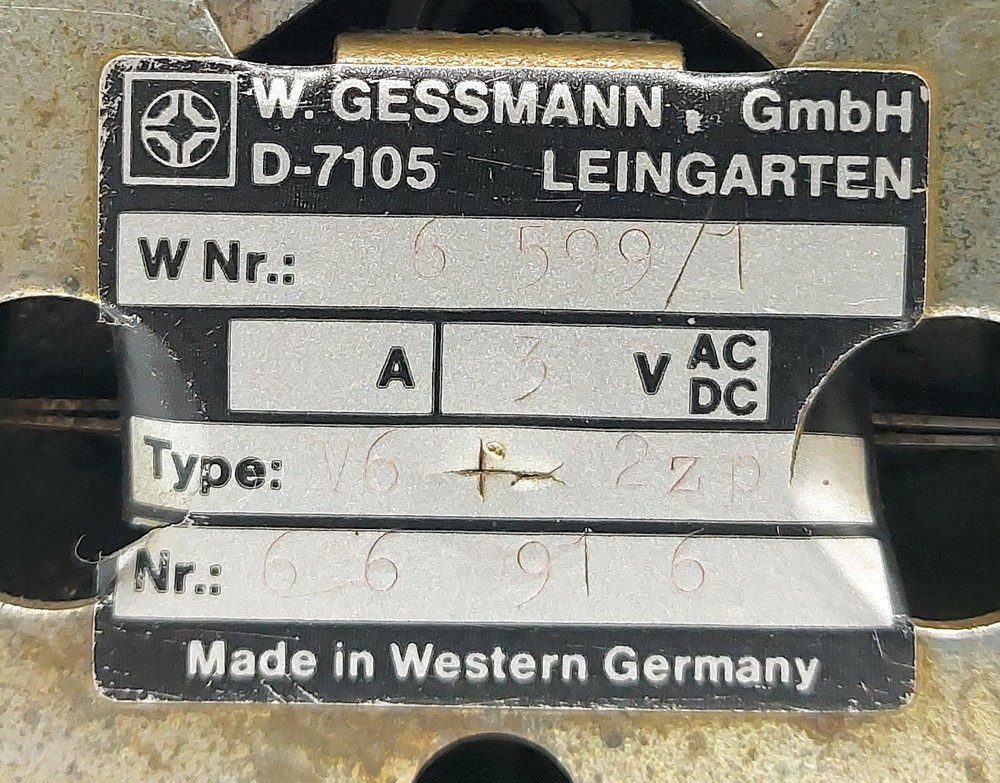 W. GESSMANN, GmbH
D-7105 LEINGARTEN
W Nr.: 6 599/1
A 3 V AC DC
Type: V6 + 2zp
Nr.: 66 916
Made in Western Germany